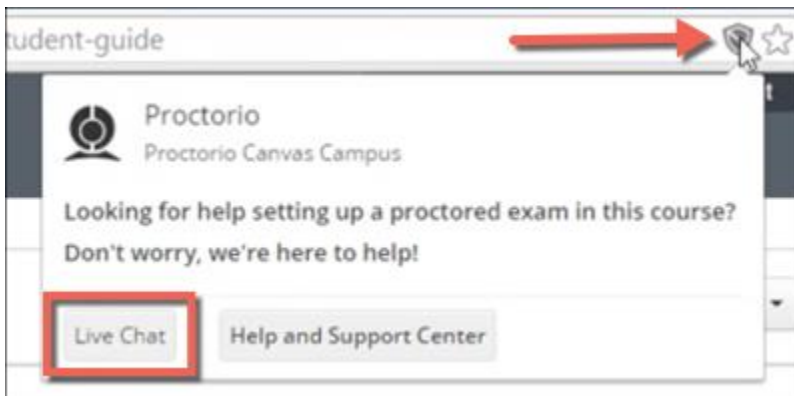 tudent-guide
t
Proctorio
Proctorio Canvas Campus
Looking for help setting up a proctored exam in this course?
Don't worry, we're here to help!
Live Chat
Help and Support Center